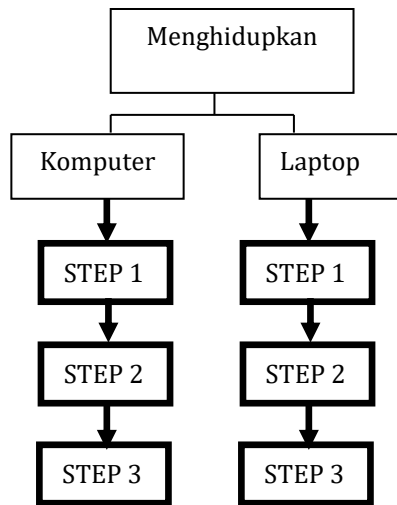 Menghidupkan
Komputer
Laptop
STEP 1
STEP 1
STEP 2
STEP 2
STEP 3
STEP 3